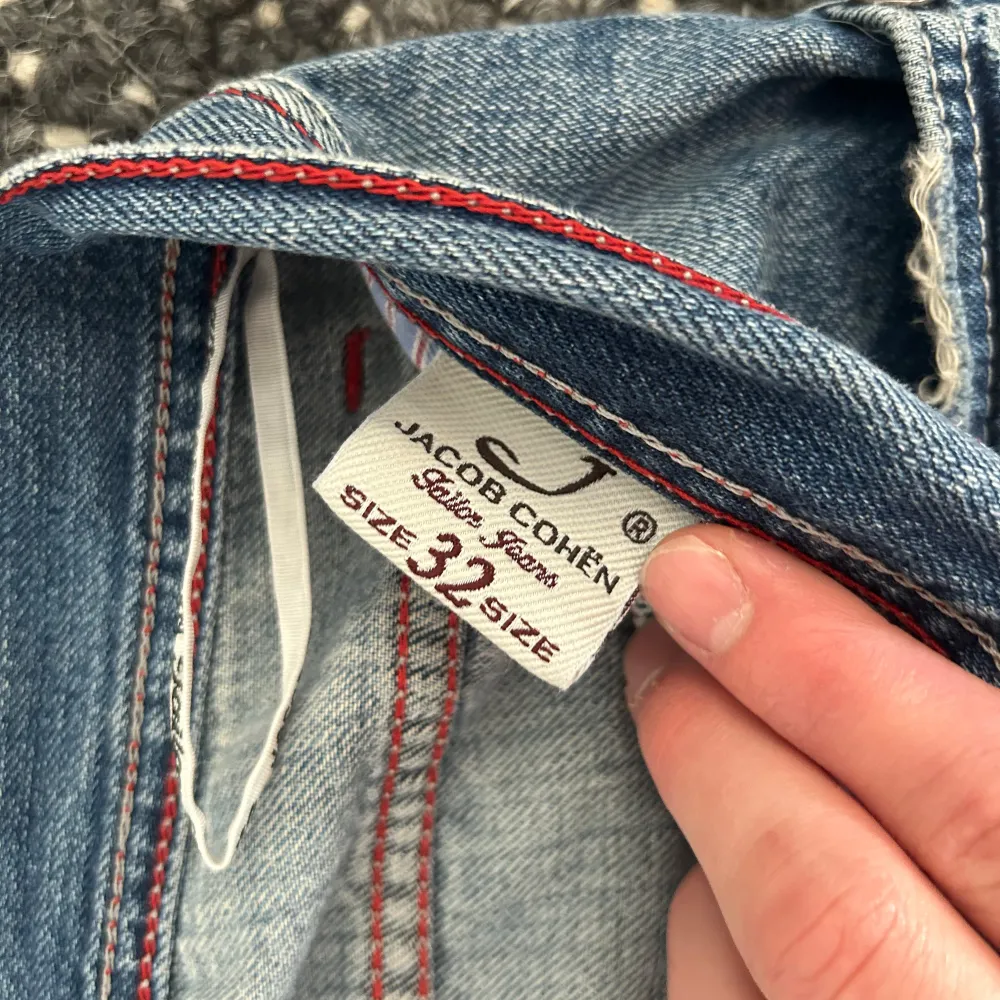 J
®
JACOB COHËN
Tailor Jeans
SIZE 32 SIZE